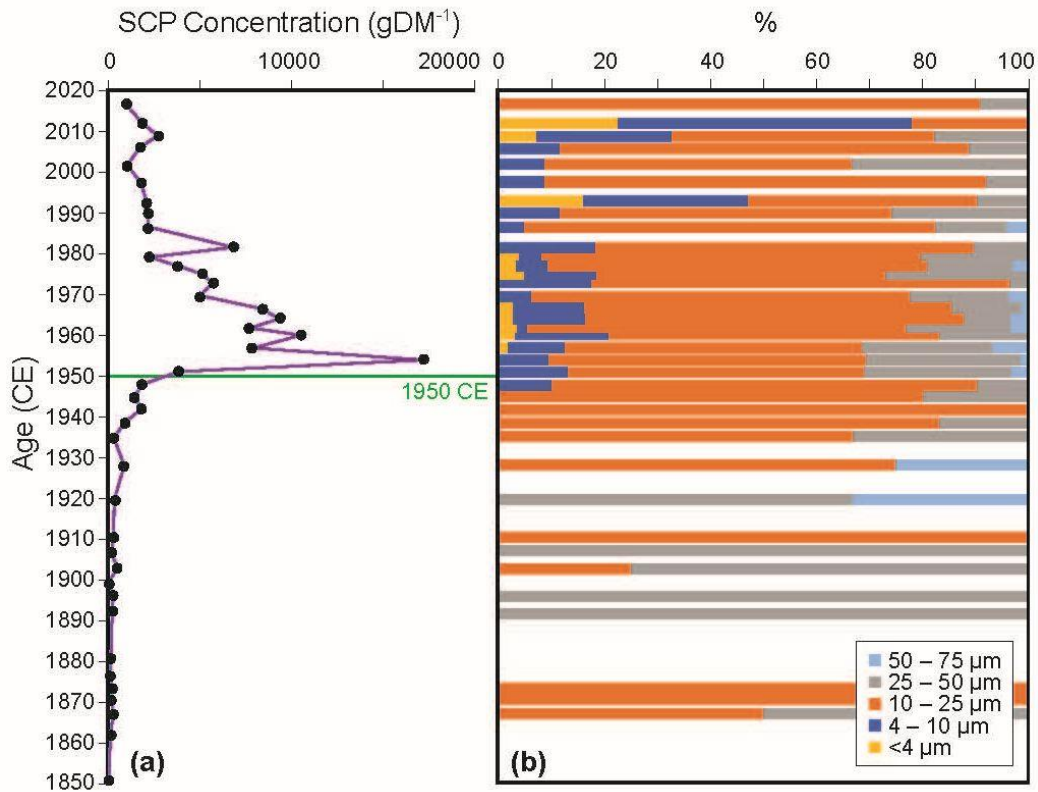 SCP Concentration (gDM⁻¹)
0 10000 20000
%
0 20 40 60 80 100
Age (CE)
2020
2010
2000
1990
1980
1970
1960
1950
1940
1930
1920
1910
1900
1890
1880
1870
1860
1850
1950 CE
(a)
(b)
50 – 75 µm
25 – 50 µm
10 – 25 µm
4 – 10 µm
<4 µm